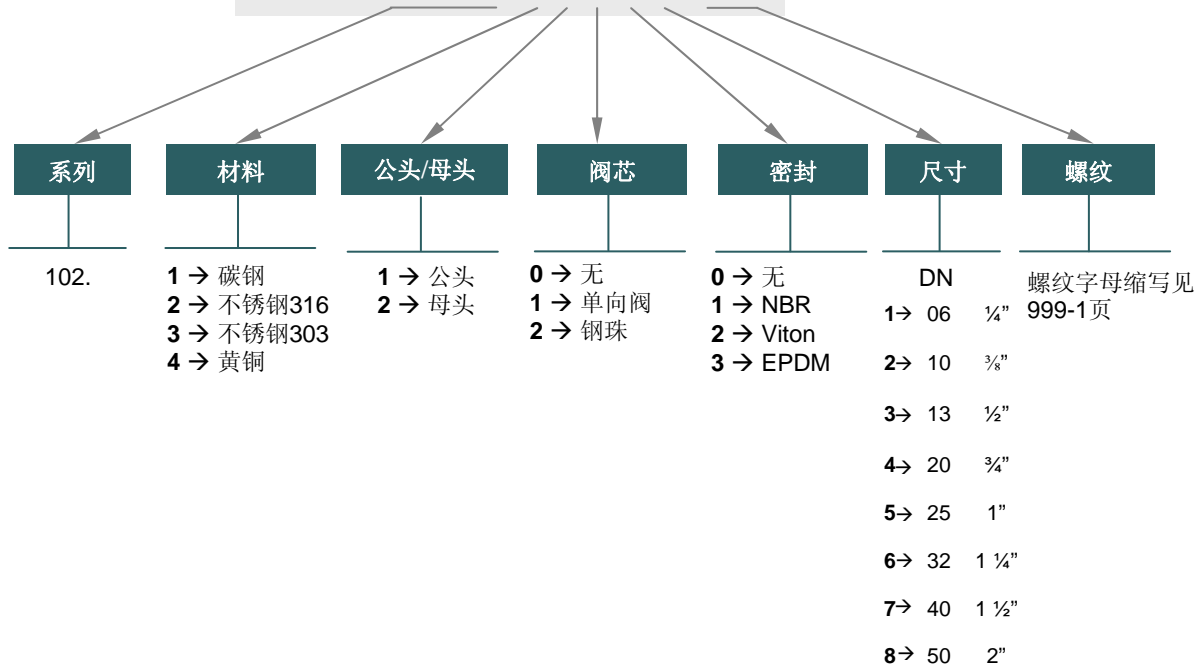 系列
材料
公头/母头
阀芯
密封
尺寸
螺纹
102.
1 → 碳钢
2 → 不锈钢316
3 → 不锈钢303
4 → 黄铜
1 → 公头
2 → 母头
0 → 无
1 → 单向阀
2 → 钢珠
0 → 无
1 → NBR
2 → Viton
3 → EPDM
DN
1→ 06 ¼”
2→ 10 ⅜”
3→ 13 ½”
4→ 20 ¾”
5→ 25 1”
6→ 32 1 ¼”
7→ 40 1 ½”
8→ 50 2”
螺纹字母缩写见
999-1页